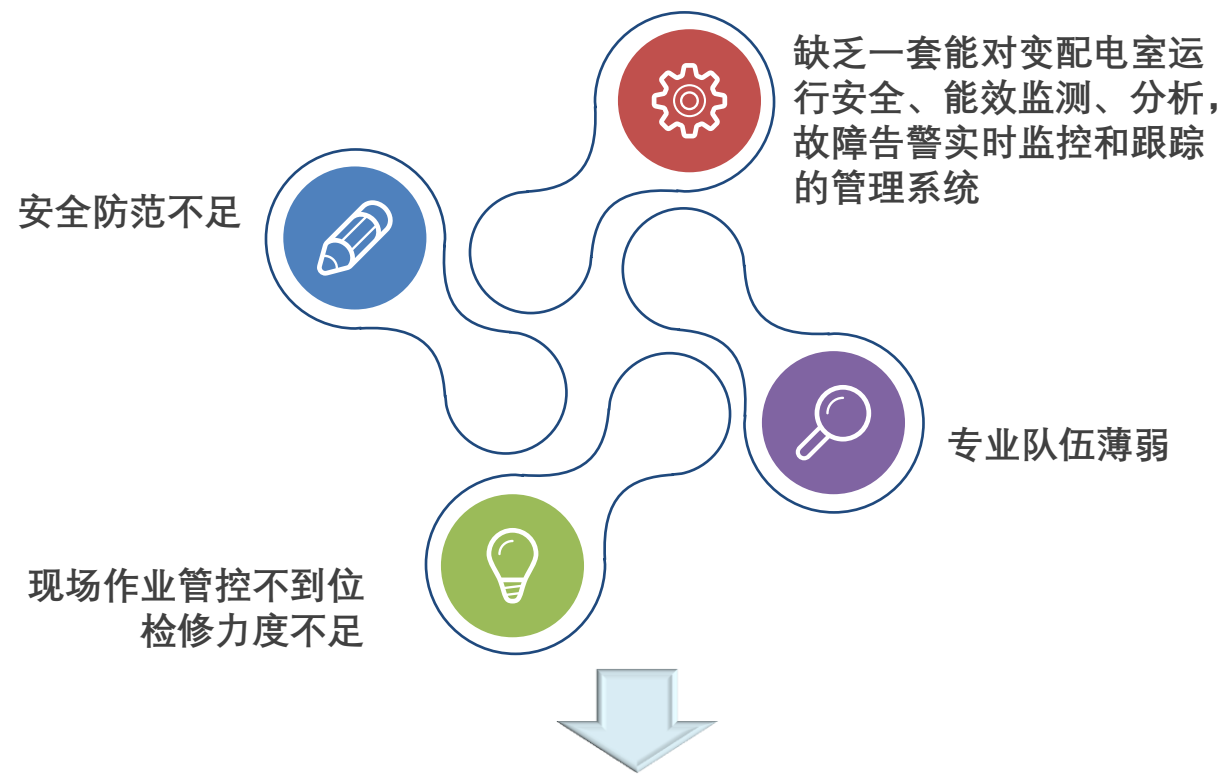 缺乏一套能对变配电室运
行安全、能效监测、分析，
故障告警实时监控和跟踪
的管理系统
安全防范不足
专业队伍薄弱
现场作业管控不到位
检修力度不足